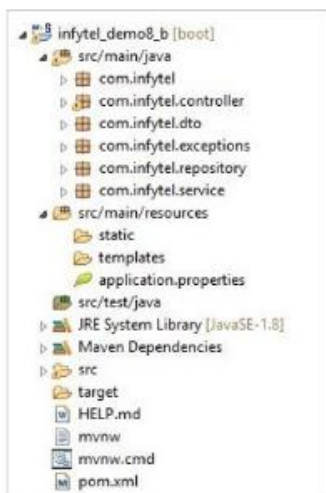 infytel_demo8_b [boot]
src/main/java
com.infytel
com.infytel.controller
com.infytel.dto
com.infytel.exceptions
com.infytel.repository
com.infytel.service
src/main/resources
static
templates
application.properties
src/test/java
JRE System Library [JavaSE-1.8]
Maven Dependencies
src
target
HELP.md
mvnw
mvnw.cmd
pom.xml